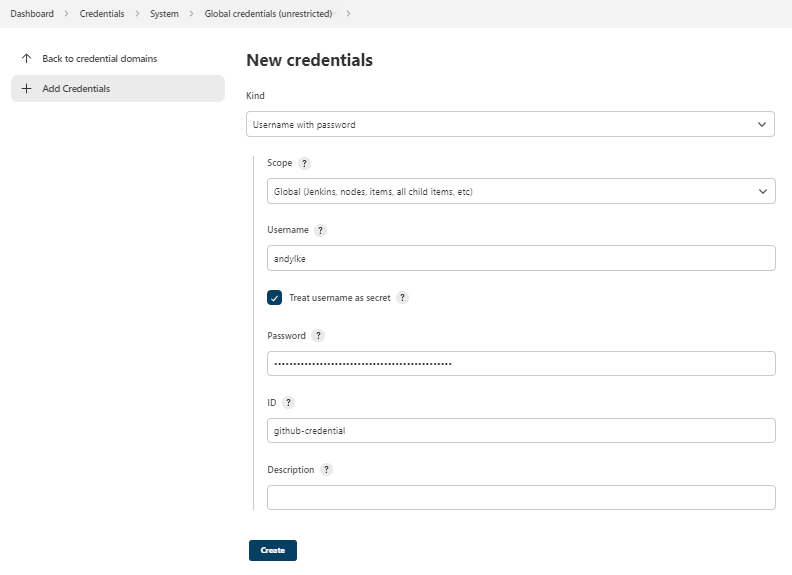 Dashboard > Credentials > System > Global credentials (unrestricted) >
Back to credential domains
Add Credentials
New credentials
Kind
Username with password
Scope ?
Global (Jenkins, nodes, items, all child items, etc)
Username ?
andylke
Treat username as secret ?
Password ?
ID ?
github-credential
Description ?
Create